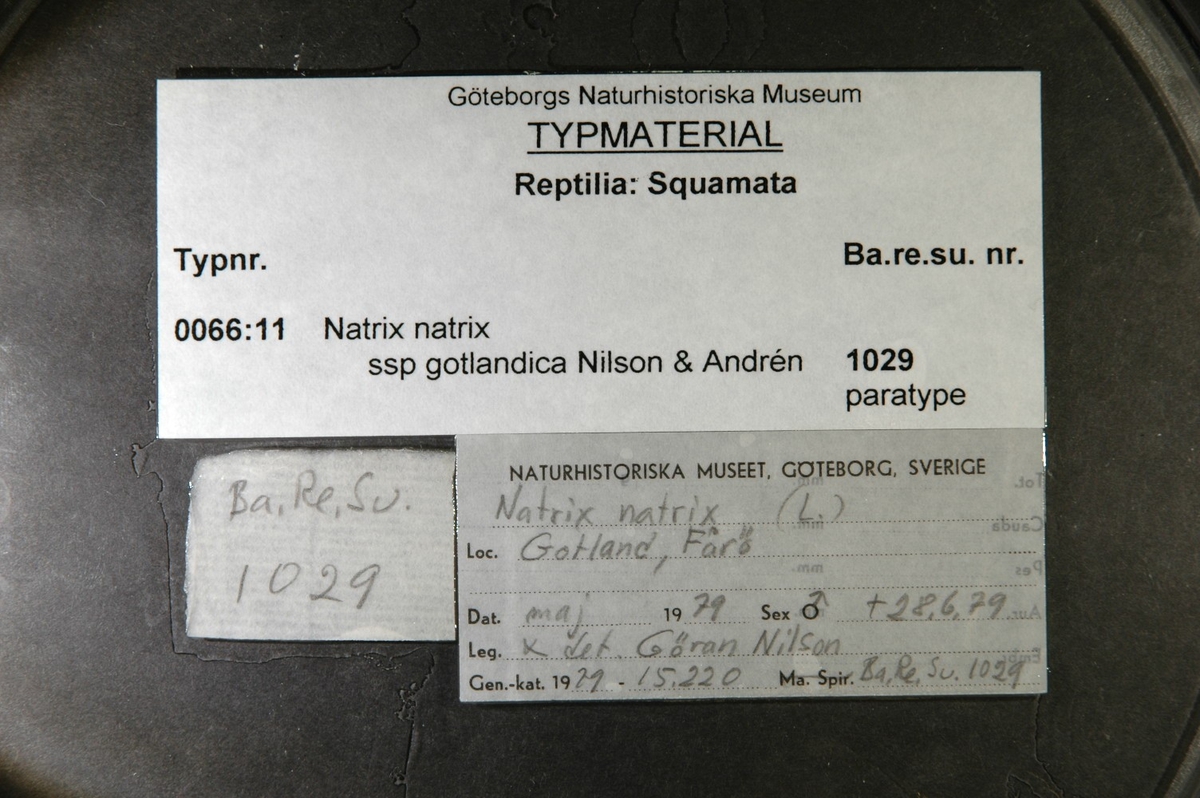 Göteborgs Naturhistoriska Museum
TYPMATERIAL
Reptilia: Squamata
Typnr. Ba.re.su. nr.
0066:11 Natrix natrix
ssp gotlandica Nilson & Andrén 1029
paratype
Ba.Re.Su.
1029
NATURHISTORISKA MUSEET, GÖTEBORG, SVERIGE
Natrix natrix (L.)
Loc. Gotland, Fårö
Dat. maj 1979 Sex ♂ +28.6.79
Leg. x det. Göran Nilson
Gen.-kat. 1979 - 15.220 Ma. Spir. Ba.Re.Su. 1029